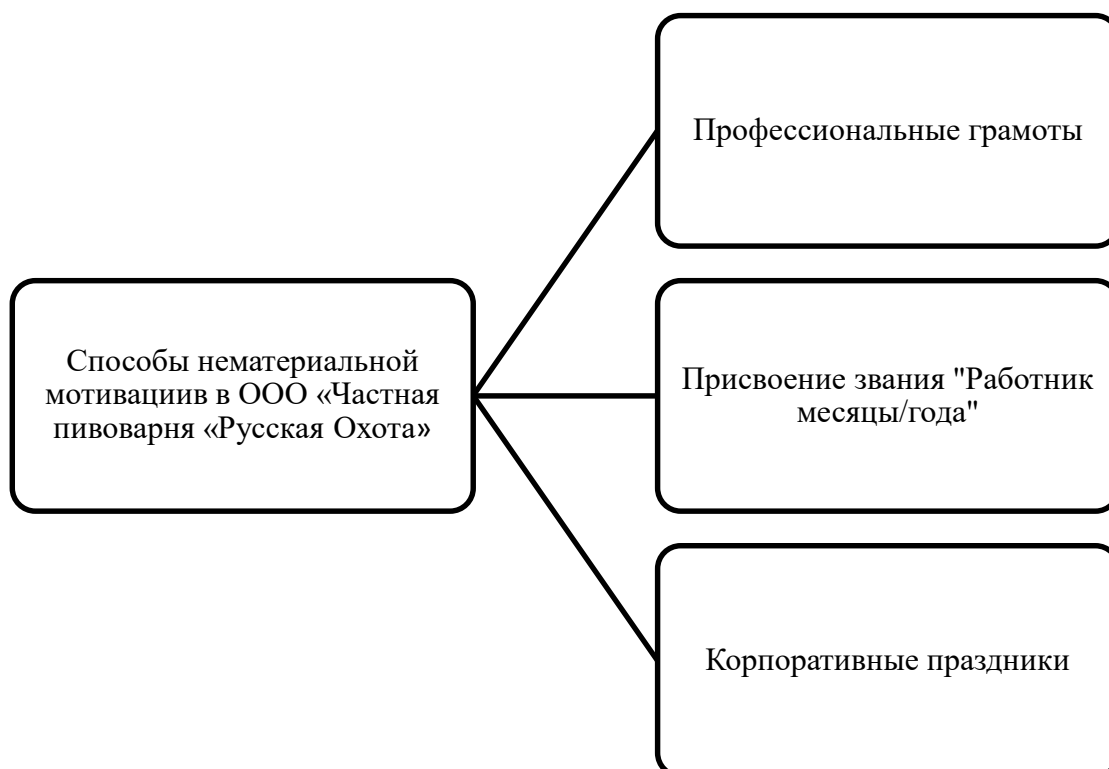 Профессиональные грамоты
Способы нематериальной
мотивациив в ООО «Частная
пивоварня «Русская Охота»
Присвоение звания "Работник
месяцы/года"
Корпоративные праздники